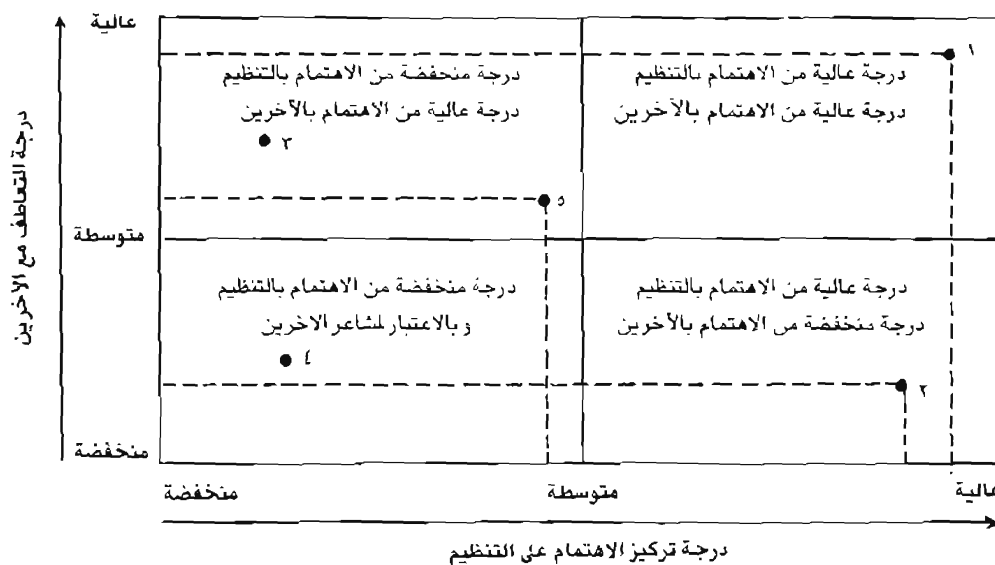 عالية
١
درجة عالية من الاهتمام بالتنظيم
درجة عالية من الاهتمام بالآخرين
درجة منخفضة من الاهتمام بالتنظيم
درجة عالية من الاهتمام بالآخرين
٣
٥
درجة التعاطف مع الآخرين
متوسطة
درجة عالية من الاهتمام بالتنظيم
درجة منخفضة من الاهتمام بالآخرين
٢
درجة منخفضة من الاهتمام بالتنظيم
وبالاعتبار لمشاعر الاخرين
٤
منخفضة
منخفضة
متوسطة
عالية
درجة تركيز الاهتمام على التنظيم